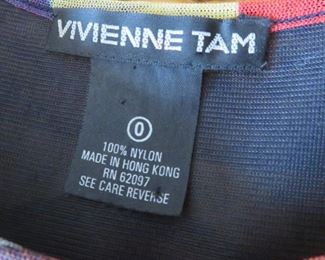 VIVIENNE TAM
0
100% NYLON
MADE IN HONG KONG
RN 62097
SEE CARE REVERSE